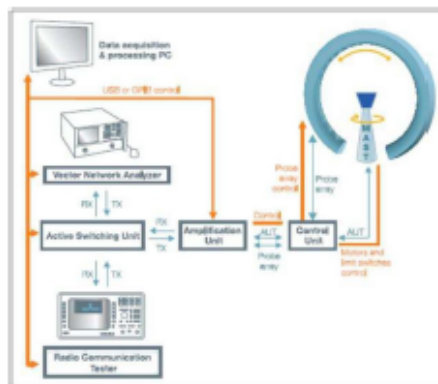 Data acquisition
& processing PC
USB or GPIB control
Vector Network Analyzer
RX
TX
Active Switching Unit
RX
TX
Amplification
Unit
RX
TX
Radio Communication
Tester
Control
AUT
Probe
array
Control
Unit
Probe
array
control
Probe
array
MAST
AUT
Motors and
limit switches
control